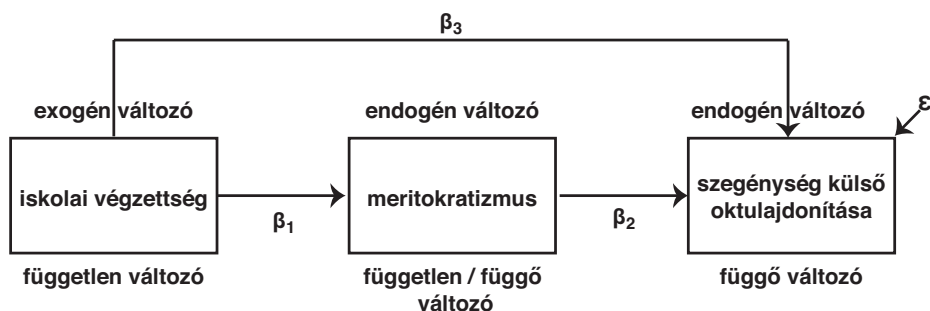 β3
exogén változó
endogén változó
endogén változó
ε
iskolai végzettség
β1
meritokratizmus
β2
szegénység külső
oktulajdonítása
független változó
független / függő
változó
függő változó